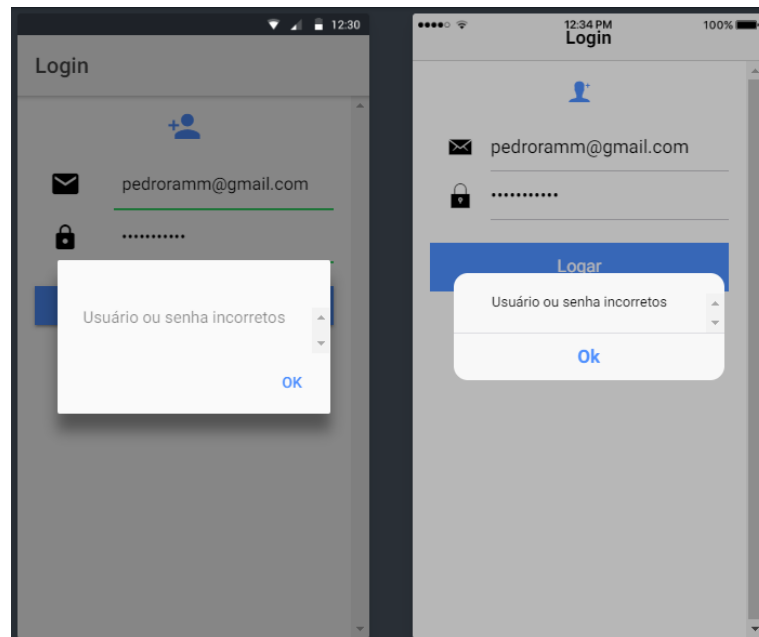 12:30
Login
pedroramm@gmail.com
•••••••••••
Usuário ou senha incorretos
OK
12:34 PM
100%
Login
pedroramm@gmail.com
•••••••••••
Logar
Usuário ou senha incorretos
Ok